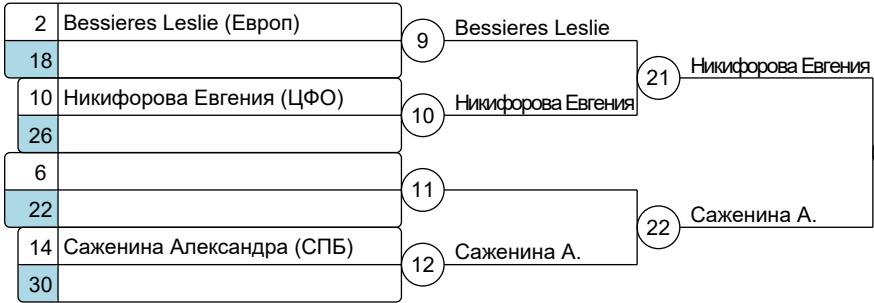 2 Bessieres Leslie (Европ)
18
9 Bessieres Leslie
10 Никифорова Евгения (ЦФО)
26
10 Никифорова Евгения
21 Никифорова Евгения
6
22
11
14 Саженина Александра (СПБ)
30
12 Саженина А.
22 Саженина А.